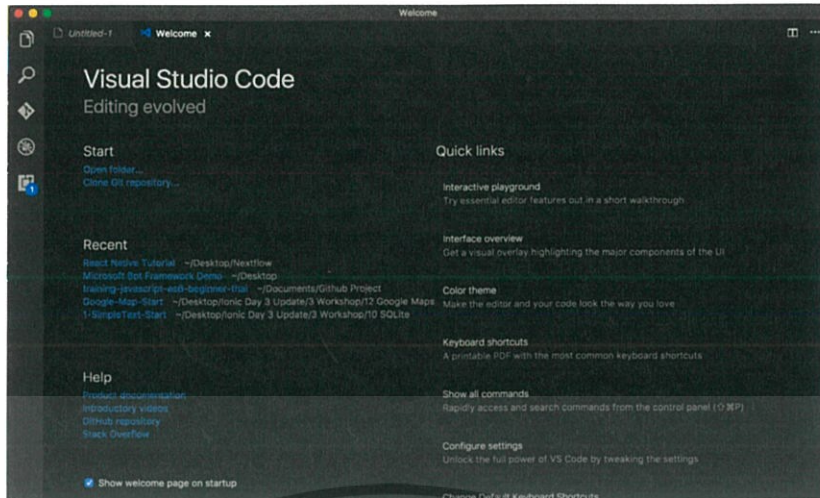 Welcome
Untitled-1
Welcome ×
Visual Studio Code
Editing evolved
Start
Open folder...
Clone Git repository...
1
Recent
React Native Tutorial ~/Desktop/Nextflow
Microsoft Bot Framework Demo ~/Desktop
training-javascript-es6-beginner-thai ~/Documents/Github Project
Google-Map-Start ~/Desktop/Ionic Day 3 Update/3 Workshop/12 Google Maps
1-SimpleText-Start ~/Desktop/Ionic Day 3 Update/3 Workshop/10 SQLite
Help
Product documentation
Introductory videos
GitHub repository
Stack Overflow
Show welcome page on startup
Quick links
Interactive playground
Try essential editor features out in a short walkthrough
Interface overview
Get a visual overlay highlighting the major components of the UI
Color theme
Make the editor and your code look the way you love
Keyboard shortcuts
A printable PDF with the most common keyboard shortcuts
Show all commands
Rapidly access and search commands from the control panel (⇧⌘P)
Configure settings
Unlock the full power of VS Code by tweaking the settings
Change Default Keyboard Shortcuts